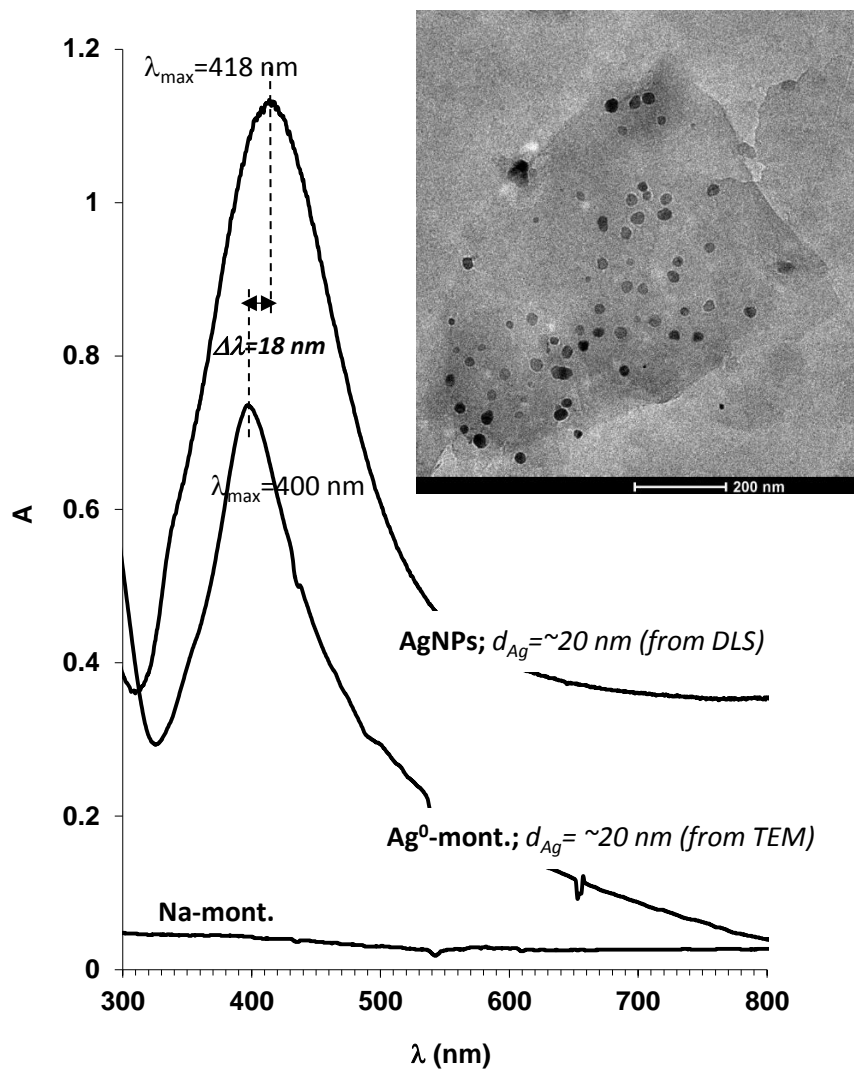 1.2
λmax=418 nm
1
Δλ=18 nm
0.8
λmax=400 nm
200 nm
A
0.6
AgNPs; dAg=~20 nm (from DLS)
0.4
0.2
Ag⁰-mont.; dAg= ~20 nm (from TEM)
Na-mont.
0
300 400 500 600 700 800
λ (nm)